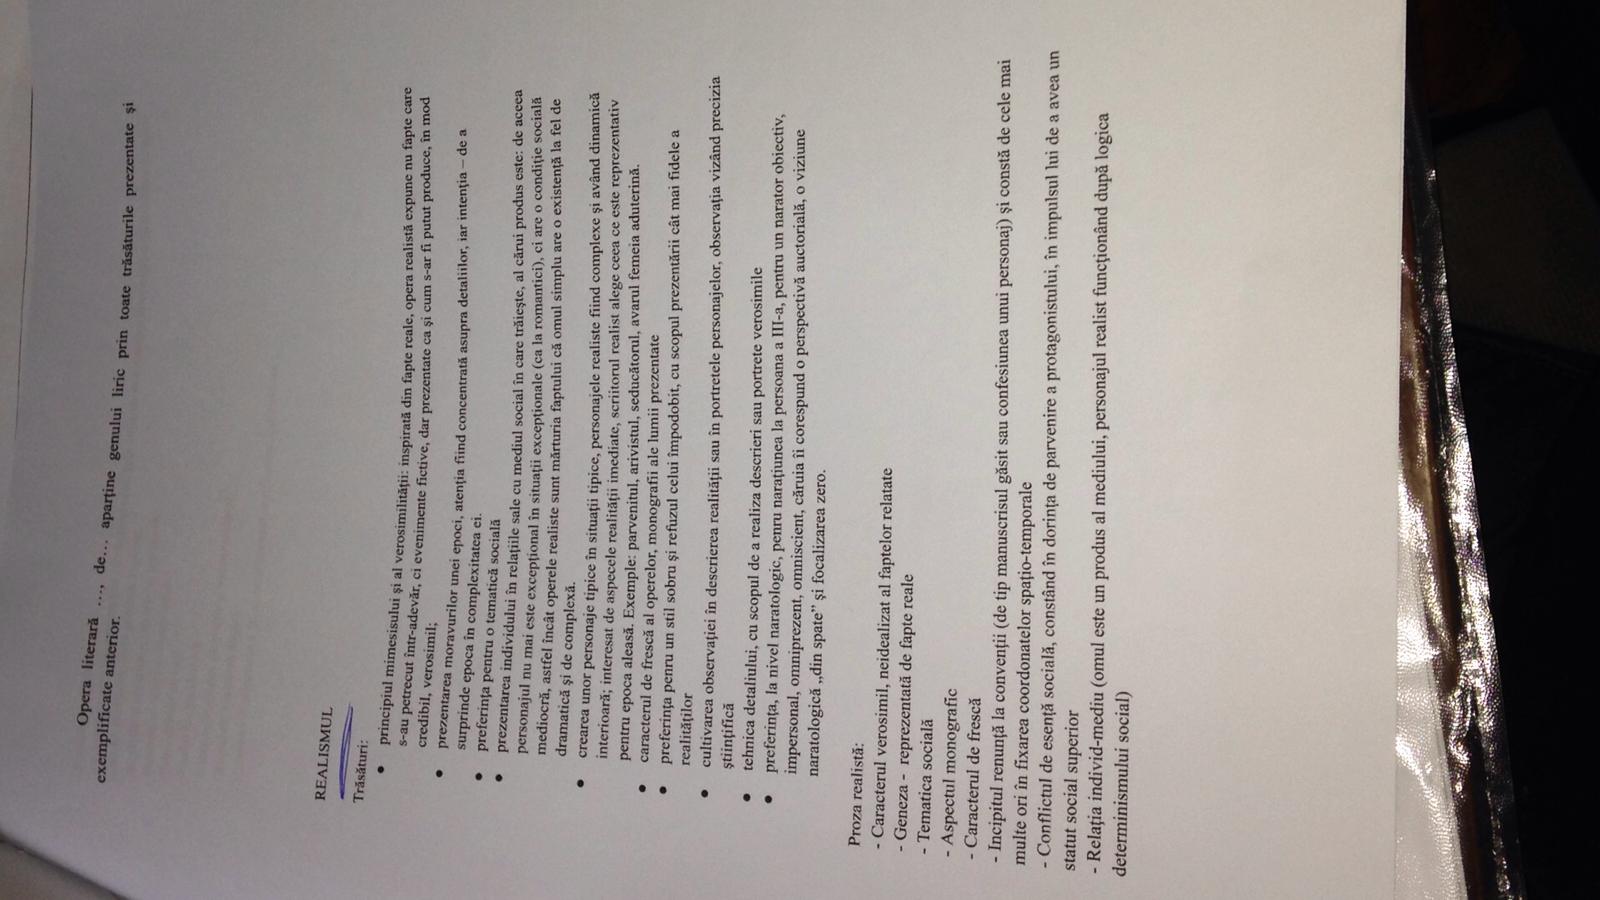 Opera literară …., de… aparține genului liric prin toate trăsăturile prezentate și
exemplificate anterior.
REALISMUL
Trăsături:
• principiul mimesisului și al verosimilității: inspirată din fapte reale, opera realistă expune nu fapte care
s-au petrecut într-adevăr, ci evenimente fictive, dar prezentate ca și cum s-ar fi putut produce, în mod
credibil, verosimil;
• prezentarea moravurilor unei epoci, atenția fiind concentrată asupra detaliilor, iar intenția – de a
surprinde epoca în complexitatea ei.
• preferința pentru o tematică socială
• prezentarea individului în relațiile sale cu mediul social în care trăiește, al cărui produs este: de aceea
personajul nu mai este excepțional în situații excepționale (ca la romantici), ci are o condiție socială
mediocră, astfel încât operele realiste sunt mărturia faptului că omul simplu are o existență la fel de
dramatică și de complexă.
• crearea unor personaje tipice în situații tipice, personajele realiste fiind complexe și având dinamică
interioară; interesat de aspecele realității imediate, scriitorul realist alege ceea ce este reprezentativ
pentru epoca aleasă. Exemple: parvenitul, arivistul, seducătorul, avarul femeia aduterină.
• caracterul de frescă al operelor, monografii ale lumii prezentate
• preferința penru un stil sobru și refuzul celui împodobit, cu scopul prezentării cât mai fidele a
realităților
• cultivarea observației în descrierea realității sau în portretele personajelor, observația vizând precizia
științifică
• tehnica detaliului, cu scopul de a realiza descrieri sau portrete verosimile
• preferința, la nivel naratologic, penru narațiunea la persoana a III-a, pentru un narator obiectiv,
impersonal, omniprezent, omniscient, căruia îi corespund o perspectivă auctorială, o viziune
naratologică „din spate” și focalizarea zero.
Proza realistă:
- Caracterul verosimil, neidealizat al faptelor relatate
- Geneza - reprezentată de fapte reale
- Tematica socială
- Aspectul monografic
- Caracterul de frescă
- Incipitul renunță la convenții (de tip manuscrisul găsit sau confesiunea unui personaj) și constă de cele mai
multe ori în fixarea coordonatelor spațio-temporale
- Conflictul de esență socială, constând în dorința de parvenire a protagonistului, în impulsul lui de a avea un
statut social superior
- Relația individ-mediu (omul este un produs al mediului, personajul realist funcționând după logica
determinismului social)